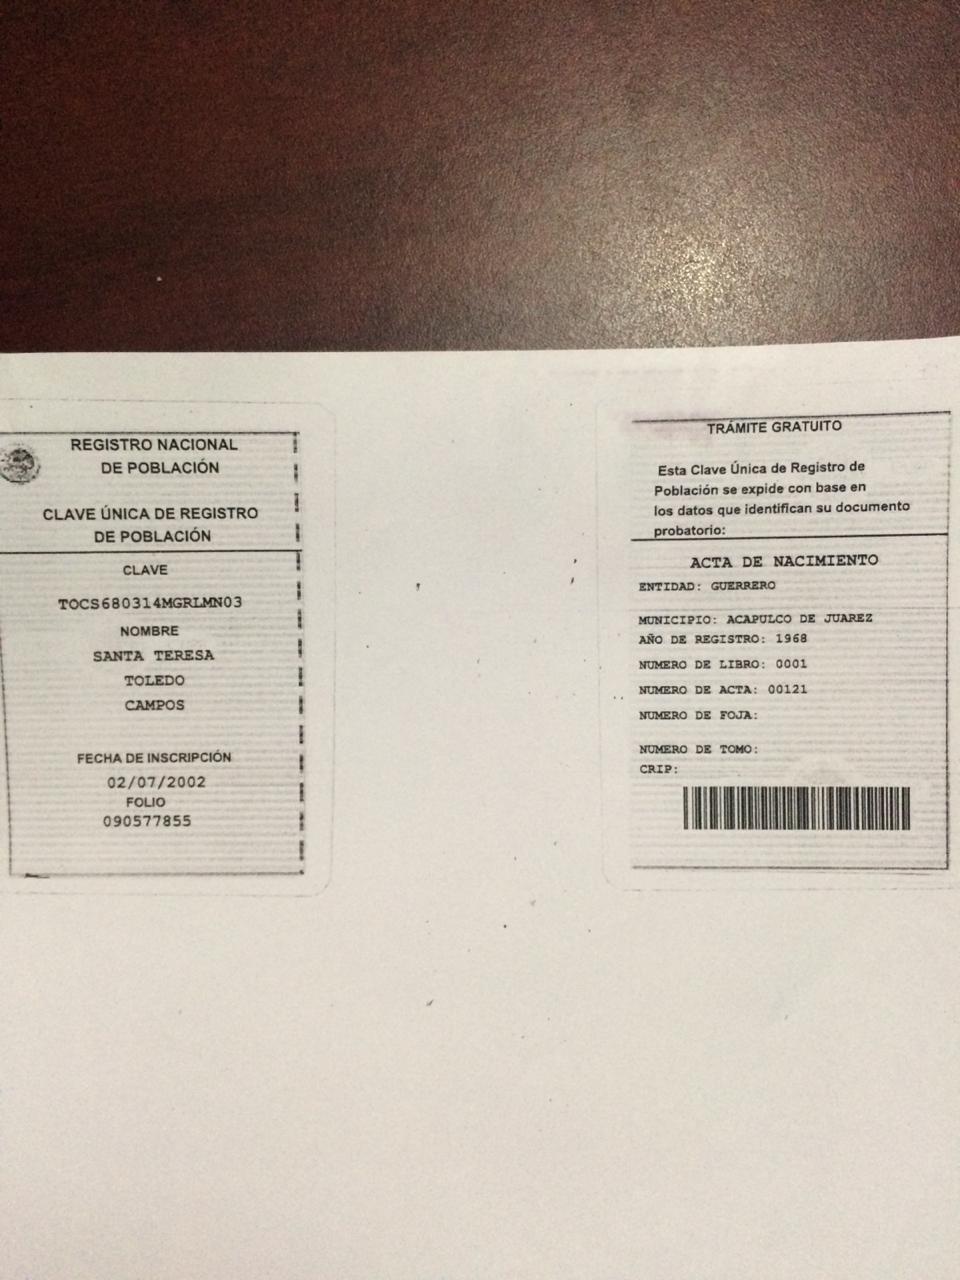 REGISTRO NACIONAL
DE POBLACIÓN
CLAVE ÚNICA DE REGISTRO
DE POBLACIÓN
CLAVE
TOCS680314MGRLMN03
NOMBRE
SANTA TERESA
TOLEDO
CAMPOS
FECHA DE INSCRIPCIÓN
02/07/2002
FOLIO
090577855
TRÁMITE GRATUITO
Esta Clave Única de Registro de
Población se expide con base en
los datos que identifican su documento
probatorio:
ACTA DE NACIMIENTO
ENTIDAD: GUERRERO
MUNICIPIO: ACAPULCO DE JUAREZ
AÑO DE REGISTRO: 1968
NUMERO DE LIBRO: 0001
NUMERO DE ACTA: 00121
NUMERO DE FOJA:
NUMERO DE TOMO:
CRIP: